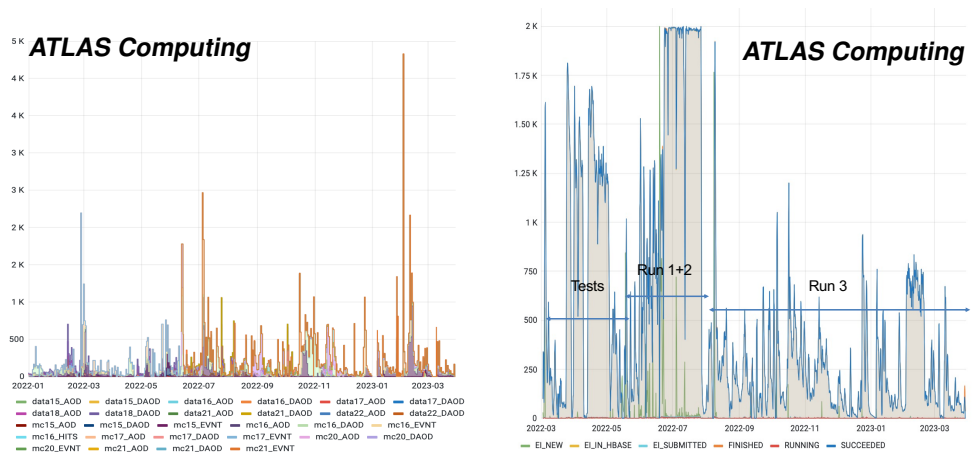 ATLAS Computing
5 K
4 K
4 K
3 K
3 K
2 K
2 K
1 K
500
0
2022-01 2022-03 2022-05 2022-07 2022-09 2022-11 2023-01 2023-03
data15_AOD data15_DAOD data16_AOD data16_DAOD data17_AOD data17_DAOD
data18_AOD data18_DAOD data21_AOD data21_DAOD data22_AOD data22_DAOD
mc15_AOD mc15_DAOD mc15_EVNT mc16_AOD mc16_DAOD mc16_EVNT
mc16_HITS mc17_AOD mc17_DAOD mc17_EVNT mc20_AOD mc20_DAOD
mc20_EVNT mc21_AOD mc21_DAOD mc21_EVNT
ATLAS Computing
2 K
1.75 K
1.50 K
1.25 K
1 K
750
500
250
0
Tests
Run 1+2
Run 3
2022-03 2022-05 2022-07 2022-09 2022-11 2023-01 2023-03
EI_NEW EI_IN_HBASE EI_SUBMITTED FINISHED RUNNING SUCCEEDED